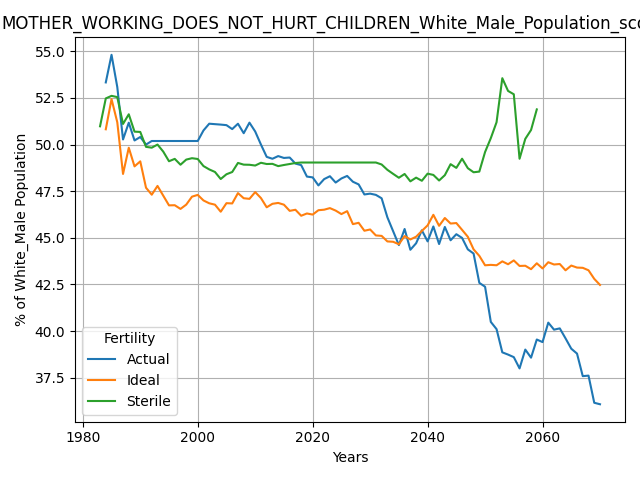 MOTHER_WORKING_DOES_NOT_HURT_CHILDREN_White_Male_Population_sco
% of White_Male Population
55.0
52.5
50.0
47.5
45.0
42.5
40.0
37.5
Fertility
Actual
Ideal
Sterile
1980 2000 2020 2040 2060
Years